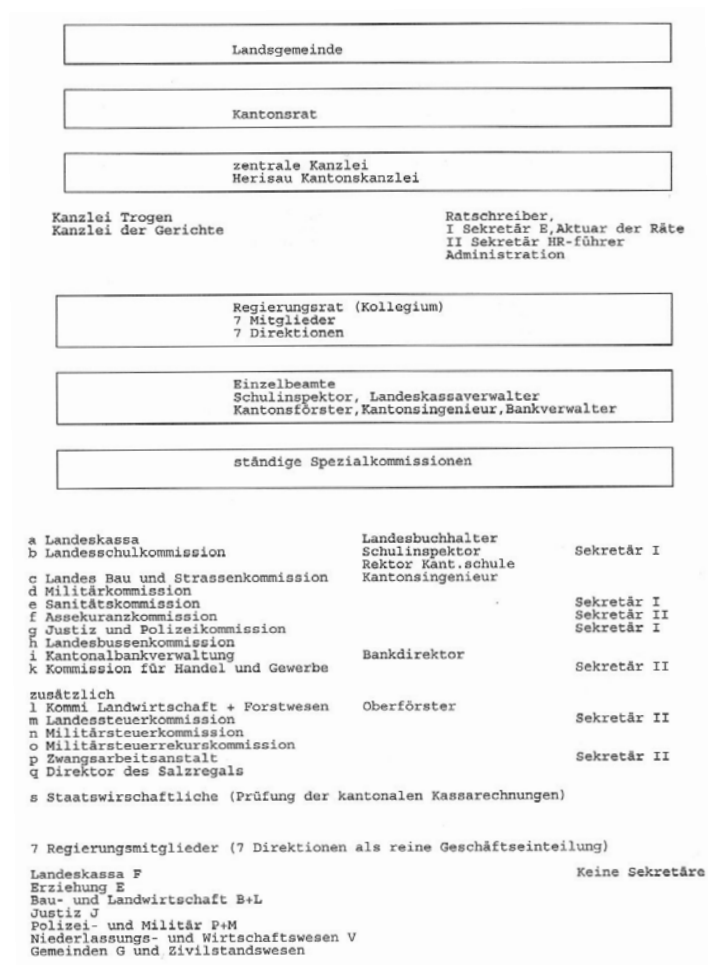 Landsgemeinde
Kantonsrat
zentrale Kanzlei
Herisau Kantonskanzlei
Kanzlei Trogen
Kanzlei der Gerichte
Ratschreiber,
I Sekretär E,Aktuar der Räte
II Sekretär HR-führer
Administration
Regierungsrat (Kollegium)
7 Mitglieder
7 Direktionen
Einzelbeamte
Schulinspektor, Landeskassaverwalter
Kantonsförster,Kantonsingenieur,Bankverwalter
ständige Spezialkommissionen
a Landeskassa Landesbuchhalter
b Landesschulkommission Schulinspektor Sekretär I
Rektor Kant.schule
c Landes Bau und Strassenkommission Kantonsingenieur
d Militärkommission
e Sanitätskommission Sekretär I
f Assekuranzkommission Sekretär II
g Justiz und Polizeikommission Sekretär I
h Landesbussenkommission
i Kantonalbankverwaltung Bankdirektor
k Kommission für Handel und Gewerbe Sekretär II
zusätzlich
l Kommi Landwirtschaft + Forstwesen Oberförster
m Landessteuerkommission Sekretär II
n Militärsteuerkommission
o Militärsteuerrekurskommission
p Zwangsarbeitsanstalt Sekretär II
q Direktor des Salzregals
s Staatswirschaftliche (Prüfung der kantonalen Kassarechnungen)
7 Regierungsmitglieder (7 Direktionen als reine Geschäftseinteilung)
Landeskassa F Keine Sekretäre
Erziehung E
Bau- und Landwirtschaft B+L
Justiz J
Polizei- und Militär P+M
Niederlassungs- und Wirtschaftswesen V
Gemeinden G und Zivilstandswesen